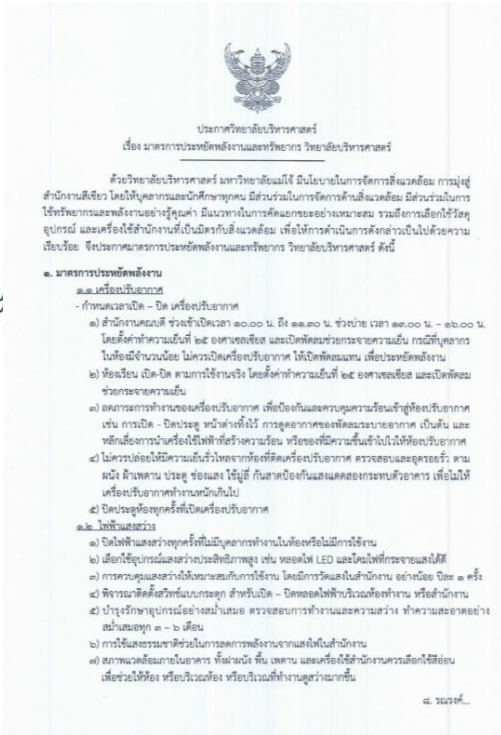 ประกาศวิทยาลัยบริหารศาสตร์
เรื่อง มาตรการประหยัดพลังงานและทรัพยากร วิทยาลัยบริหารศาสตร์
ด้วยวิทยาลัยบริหารศาสตร์ มหาวิทยาลัยแม่โจ้ มีนโยบายในการจัดการสิ่งแวดล้อม การมุ่งสู่
สำนักงานสีเขียว โดยให้บุคลากรและนักศึกษาทุกคน มีส่วนร่วมในการจัดการด้านสิ่งแวดล้อม มีส่วนร่วมในการ
ใช้ทรัพยากรและพลังงานอย่างรู้คุณค่า มีแนวทางในการคัดแยกขยะอย่างเหมาะสม รวมถึงการเลือกใช้วัสดุ
อุปกรณ์ และเครื่องใช้สำนักงานที่เป็นมิตรกับสิ่งแวดล้อม เพื่อให้การดำเนินการดังกล่าวเป็นไปด้วยความ
เรียบร้อย จึงประกาศมาตรการประหยัดพลังงานและทรัพยากร วิทยาลัยบริหารศาสตร์ ดังนี้
๑. มาตรการประหยัดพลังงาน
๑.๑ เครื่องปรับอากาศ
- กำหนดเวลาเปิด – ปิด เครื่องปรับอากาศ
๑) สำนักงานคณบดี ช่วงเช้าเปิดเวลา ๑๐.๐๐ น. ถึง ๑๑.๓๐ น. ช่วงบ่าย เวลา ๑๓.๐๐ น. – ๑๖.๐๐ น.
โดยตั้งค่าทำความเย็นที่ ๒๕ องศาเซลเซียส และเปิดพัดลมช่วยกระจายความเย็น กรณีที่บุคลากร
ในห้องมีจำนวนน้อย ไม่ควรเปิดเครื่องปรับอากาศ ให้เปิดพัดลมแทน เพื่อประหยัดพลังงาน
๒) ห้องเรียน เปิด-ปิด ตามการใช้งานจริง โดยตั้งค่าทำความเย็นที่ ๒๕ องศาเซลเซียส และเปิดพัดลม
ช่วยกระจายความเย็น
๓) ลดภาระการทำงานของเครื่องปรับอากาศ เพื่อป้องกันและควบคุมความร้อนเข้าสู่ห้องปรับอากาศ
เช่น การเปิด - ปิดประตู หน้าต่างทิ้งไว้ การดูดอากาศของพัดลมระบายอากาศ เป็นต้น และ
หลีกเลี่ยงการนำเครื่องใช้ไฟฟ้าที่สร้างความร้อน หรือของที่มีความชื้นเข้าไปไว้ให้ห้องปรับอากาศ
๔) ไม่ควรปล่อยให้มีความเย็นรั่วไหลจากห้องที่ติดเครื่องปรับอากาศ ตรวจสอบและอุดรอยรั่ว ตาม
ผนัง ฝ้าเพดาน ประตู ช่องแสง ใช้มู่ลี่ กันสาดป้องกันแสงแดดส่องกระทบตัวอาคาร เพื่อไม่ให้
เครื่องปรับอากาศทำงานหนักเกินไป
๕) ปิดประตูห้องทุกครั้งที่เปิดเครื่องปรับอากาศ
๑.๒ ไฟฟ้าแสงสว่าง
๑) ปิดไฟฟ้าแสงสว่างทุกครั้งที่ไม่มีบุคลากรทำงานในห้องหรือไม่มีการใช้งาน
๒) เลือกใช้อุปกรณ์แสงสว่างประสิทธิภาพสูง เช่น หลอดไฟ LED และโคมไฟที่กระจายแสงได้ดี
๓) การควบคุมแสงสว่างให้เหมาะสมกับการใช้งาน โดยมีการวัดแสงในสำนักงาน อย่างน้อย ปีละ ๑ ครั้ง
๔) พิจารณาติดตั้งสวิทช์แบบกระตุก สำหรับเปิด – ปิดหลอดไฟฟ้าบริเวณห้องทำงาน หรือสำนักงาน
๕) บำรุงรักษาอุปกรณ์อย่างสม่ำเสมอ ตรวจสอบการทำงานและความสว่าง ทำความสะอาดอย่าง
สม่ำเสมอทุก ๓ – ๖ เดือน
๖) การใช้แสงธรรมชาติช่วยในการลดการพลังงานจากแสงไฟในสำนักงาน
๗) สภาพแวดล้อมภายในอาคาร ทั้งฝาผนัง พื้น เพดาน และเครื่องใช้สำนักงานควรเลือกใช้สีอ่อน
เพื่อช่วยให้ห้อง หรือบริเวณห้อง หรือบริเวณที่ทำงานดูสว่างมากขึ้น
๘. รณรงค์...